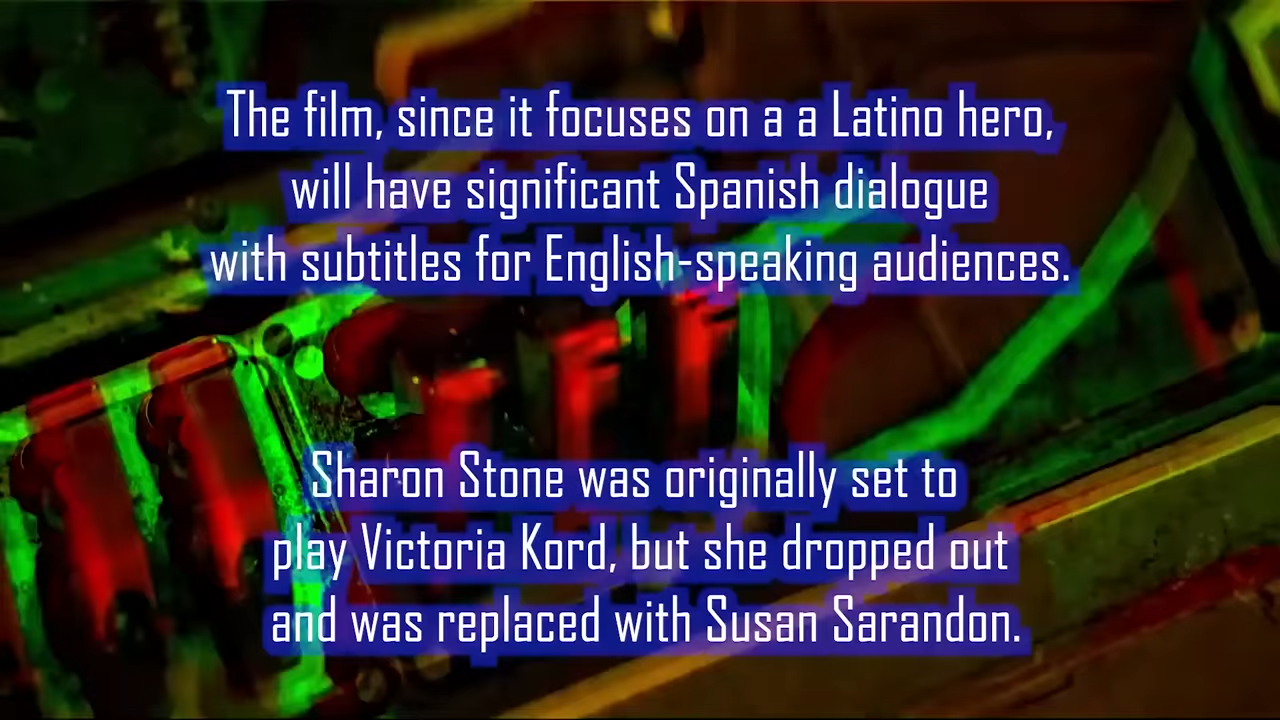 The film, since it focuses on a a Latino hero,
will have significant Spanish dialogue
with subtitles for English-speaking audiences.
Sharon Stone was originally set to
play Victoria Kord, but she dropped out
and was replaced with Susan Sarandon.